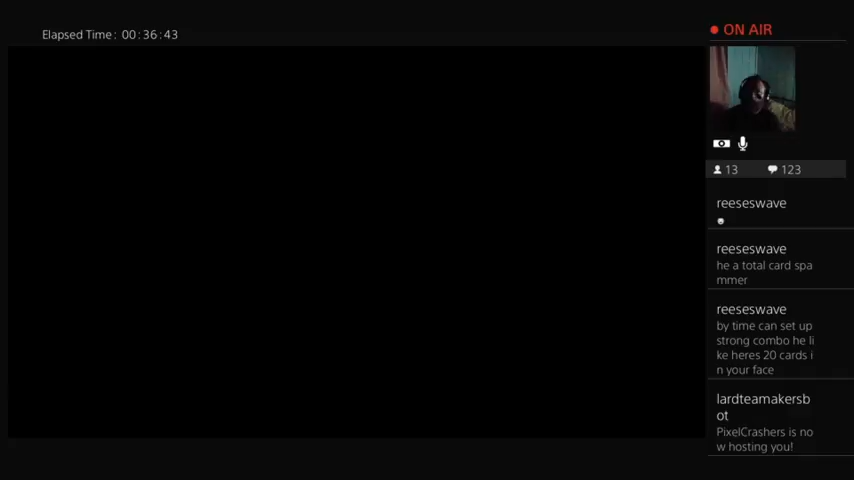 Elapsed Time: 00:36:43
ON AIR
13 123
reeseswave
reeseswave
he a total card spa
mmer
reeseswave
by time can set up
strong combo he li
ke heres 20 cards i
n your face
lardteamakersb
ot
PixelCrashers is no
w hosting you!